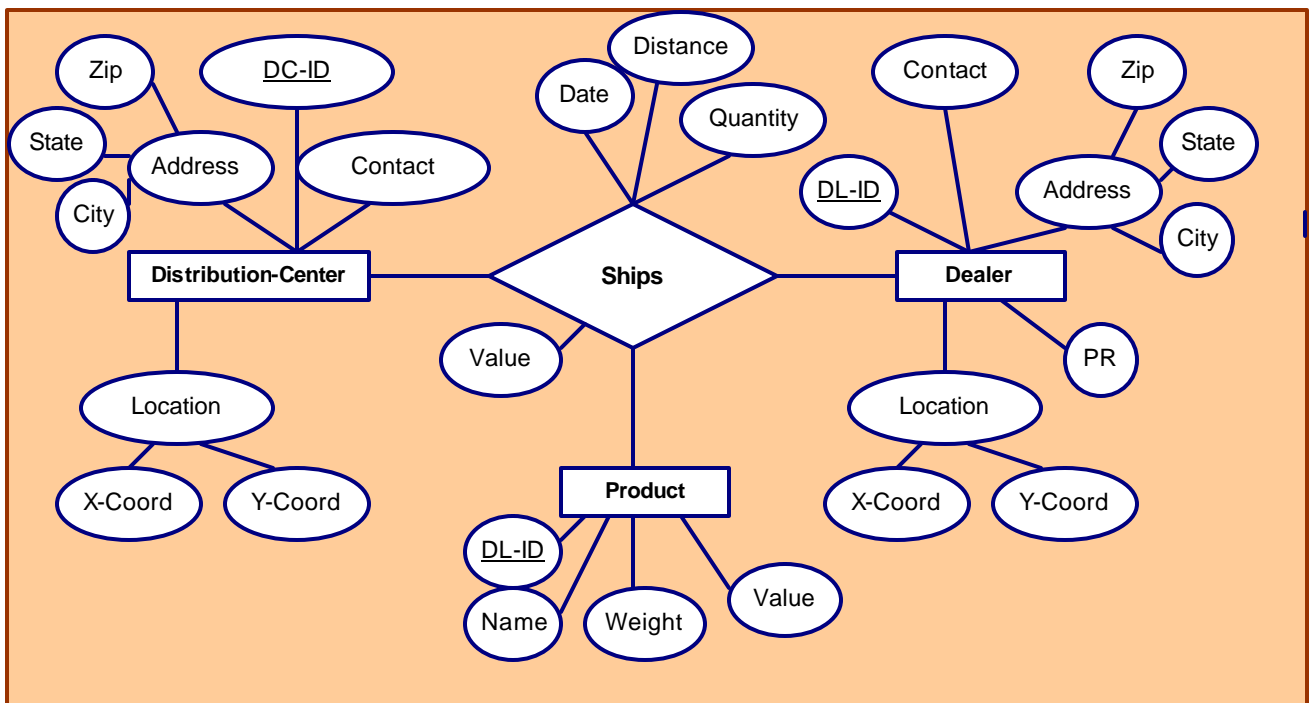 Distance
Zip
DC-ID
Contact
Zip
Date
Quantity
State
State
Address
Contact
Address
DL-ID
City
City
Distribution-Center
Ships
Dealer
Value
PR
Location
Location
Product
X-Coord
Y-Coord
X-Coord
Y-Coord
DL-ID
Value
Name
Weight